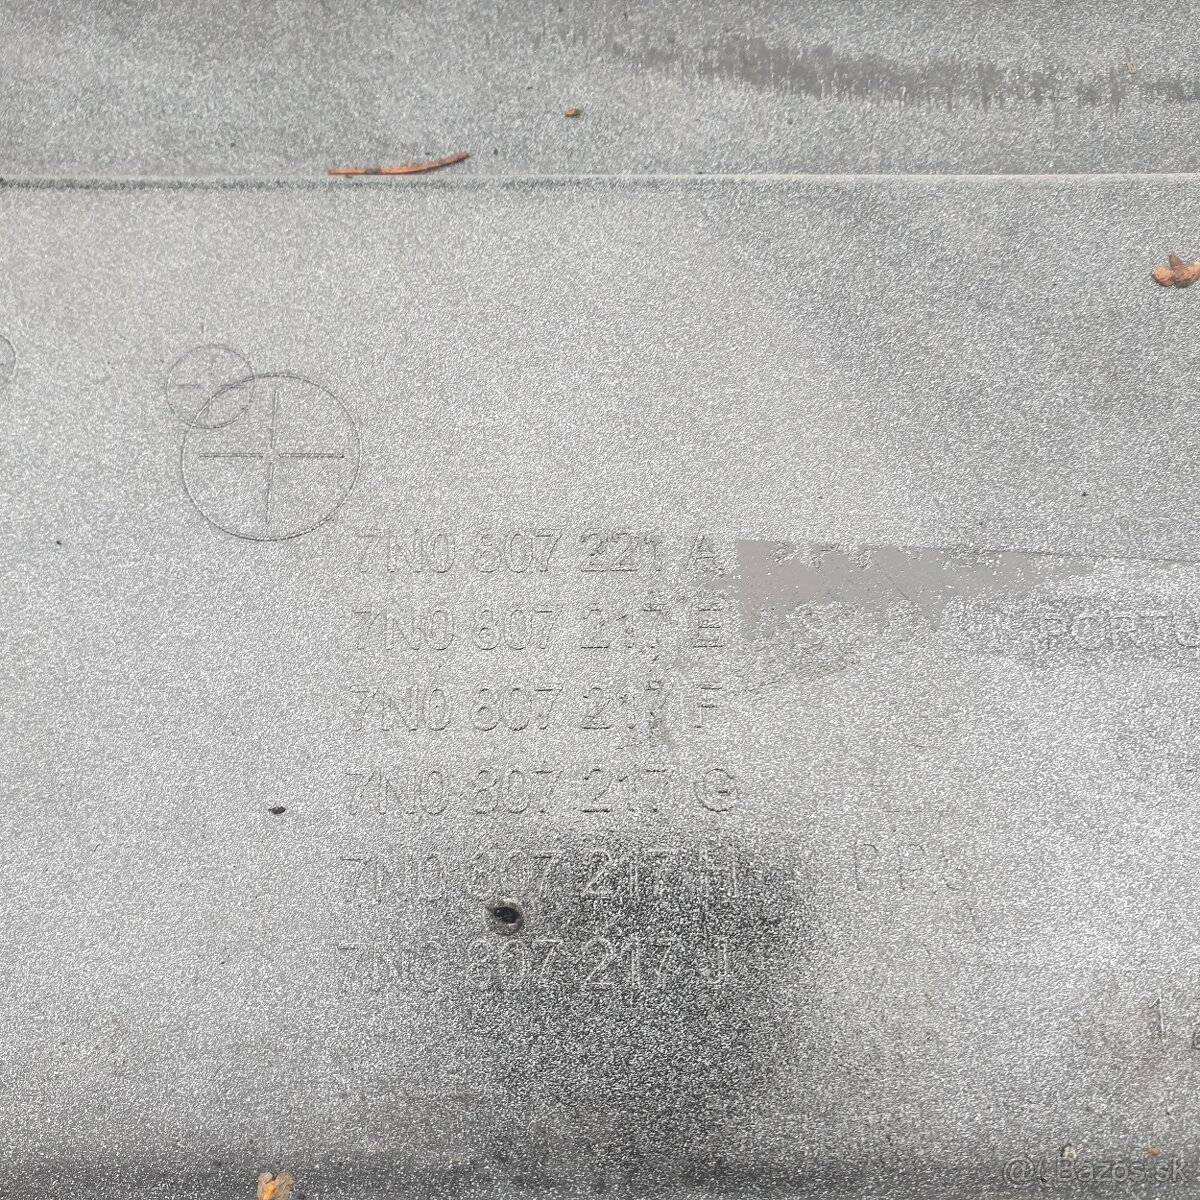 7N0 807 221 A
7N0 807 217 E
7N0 807 217 F
7N0 807 217 G
7N0 807 217 H
7N0 807 217 J
@ Bazos.sk